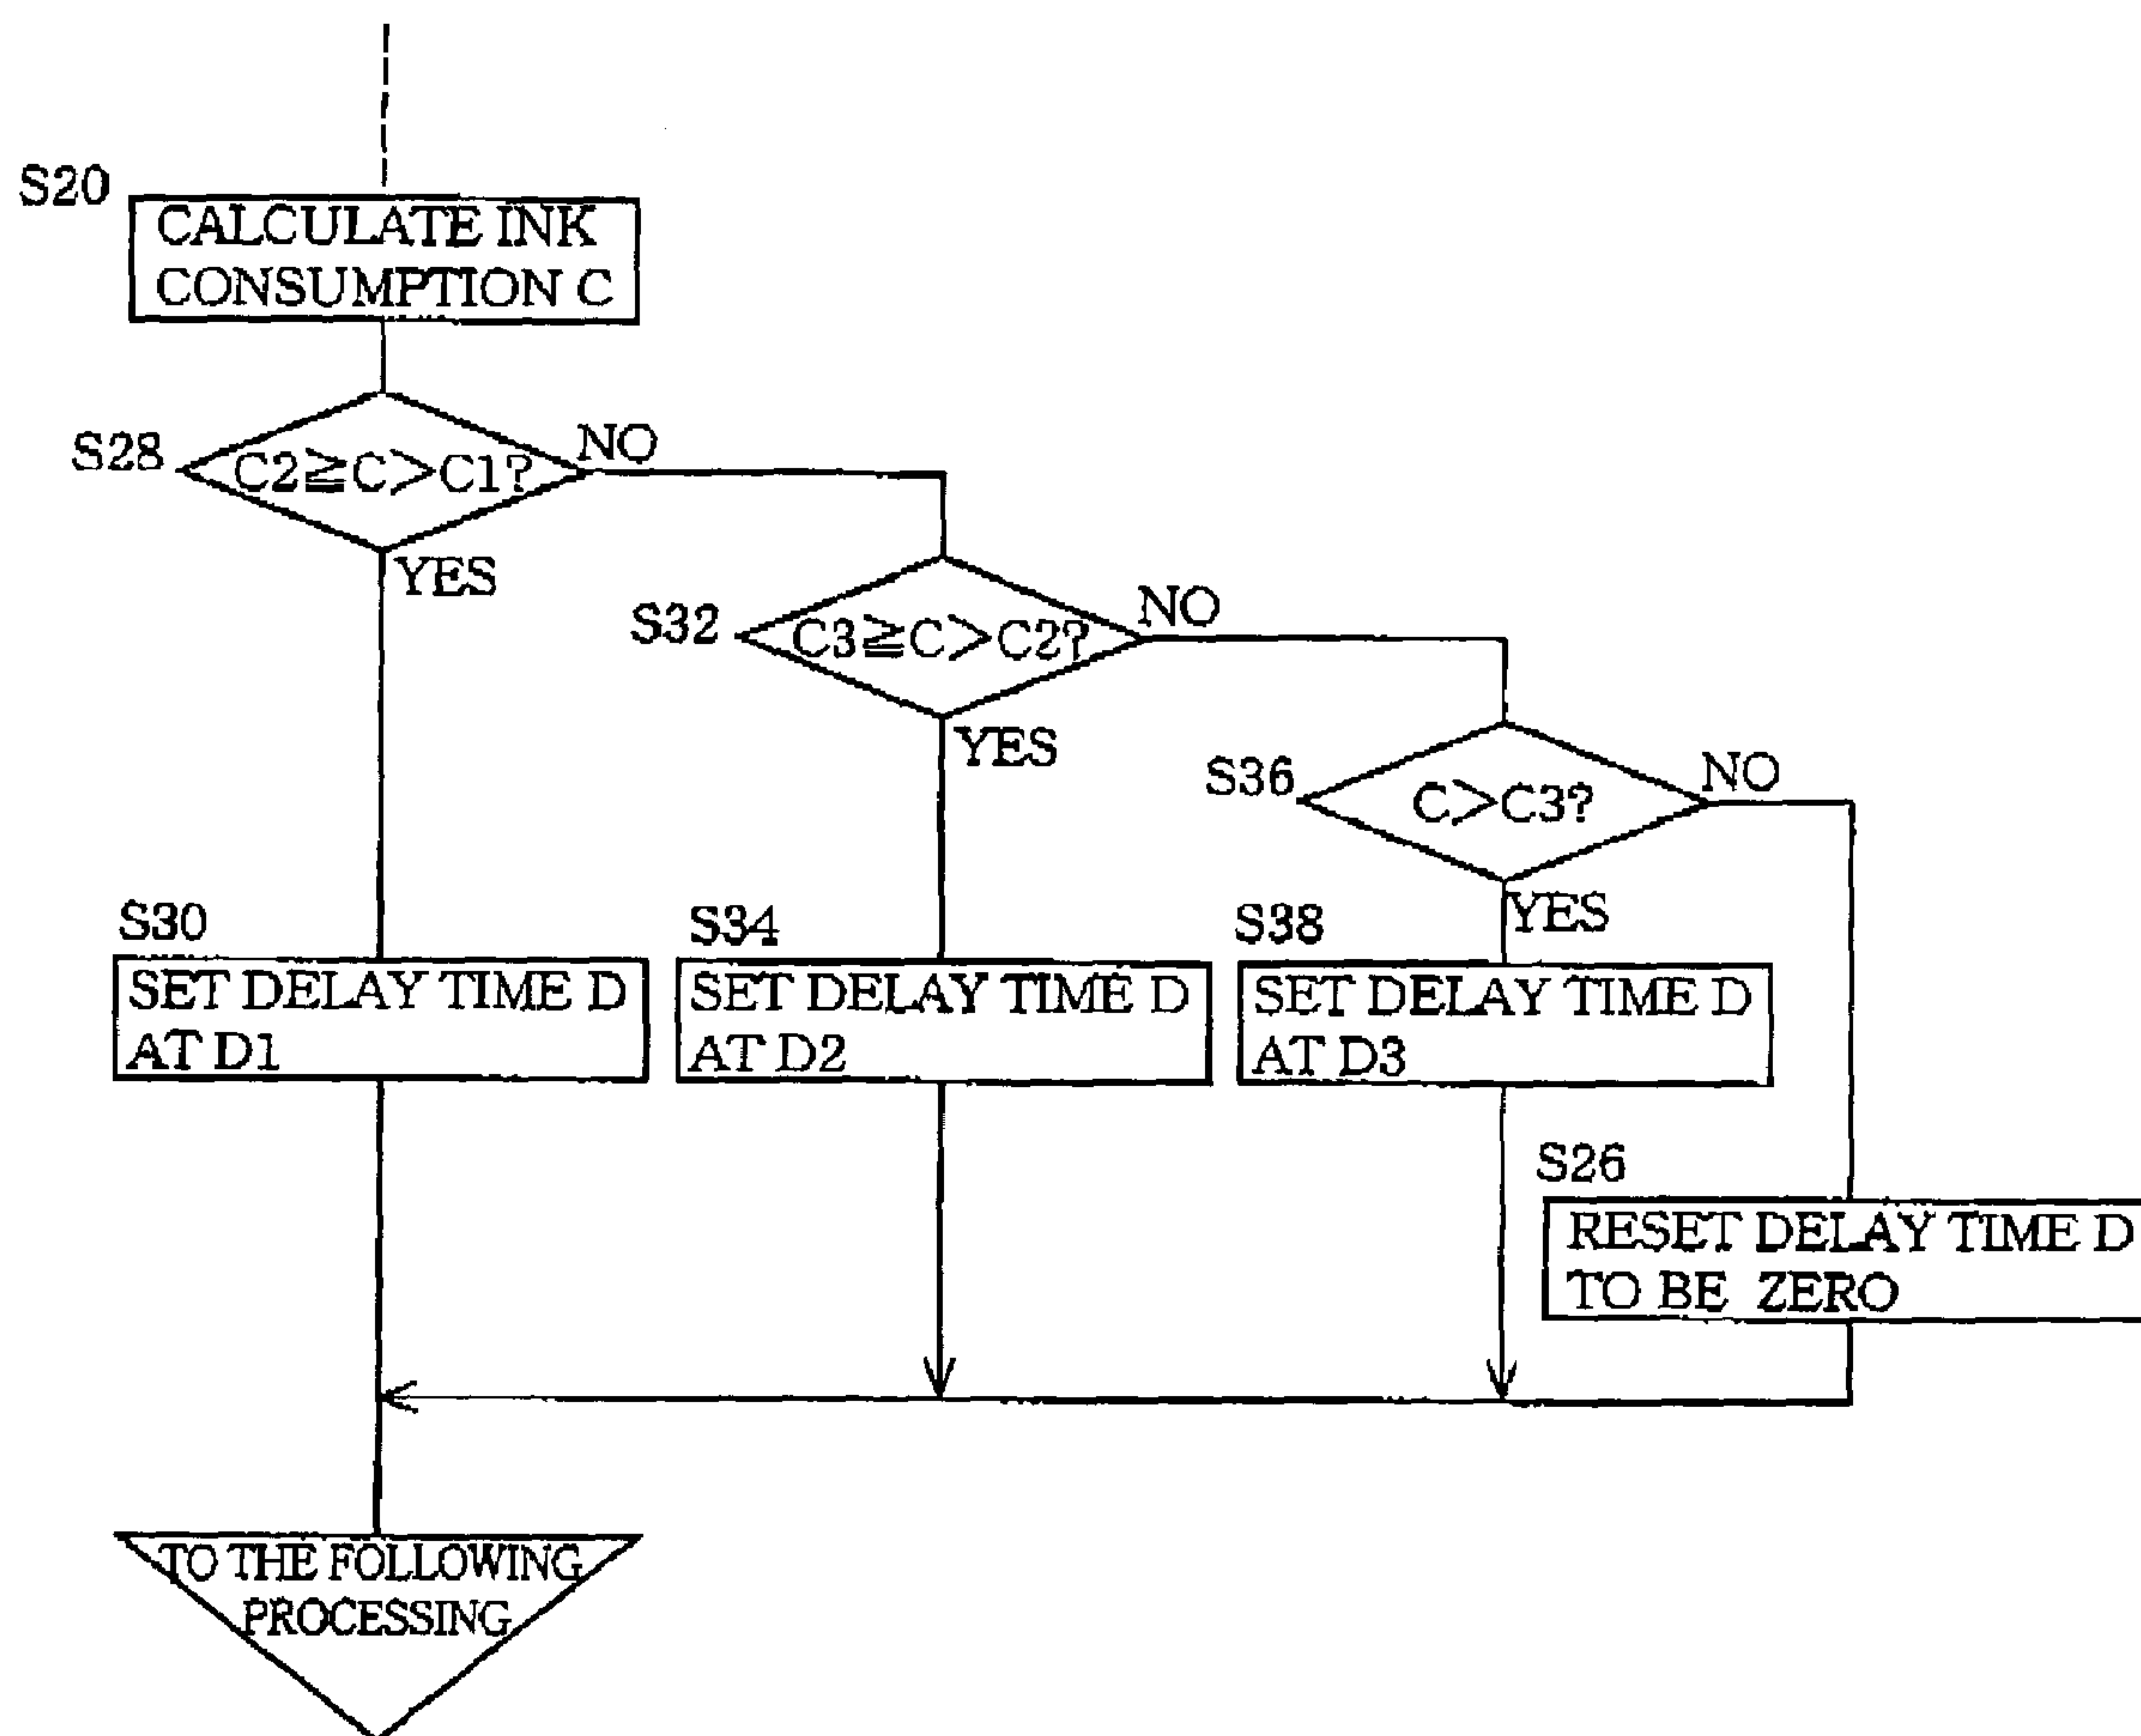 S20
CALCULATE INK
CONSUMPTION C
S28
C2≧C>C1?
NO
YES
S32
C3≧C>C2?
NO
YES
S36
C>C3?
NO
YES
S30
SET DELAY TIME D
AT D1
S34
SET DELAY TIME D
AT D2
S38
SET DELAY TIME D
AT D3
S26
RESET DELAY TIME D
TO BE ZERO
TO THE FOLLOWING
PROCESSING